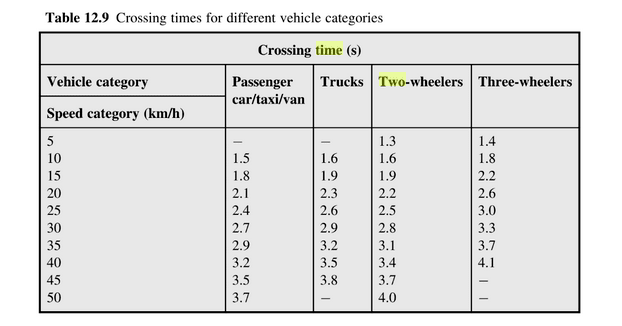 Table 12.9 Crossing times for different vehicle categories
Crossing time (s)
Vehicle category Passenger car/taxi/van Trucks Two-wheelers Three-wheelers
Speed category (km/h)
5 – – 1.3 1.4
10 1.5 1.6 1.6 1.8
15 1.8 1.9 1.9 2.2
20 2.1 2.3 2.2 2.6
25 2.4 2.6 2.5 3.0
30 2.7 2.9 2.8 3.3
35 2.9 3.2 3.1 3.7
40 3.2 3.5 3.4 4.1
45 3.5 3.8 3.7 –
50 3.7 – 4.0 –